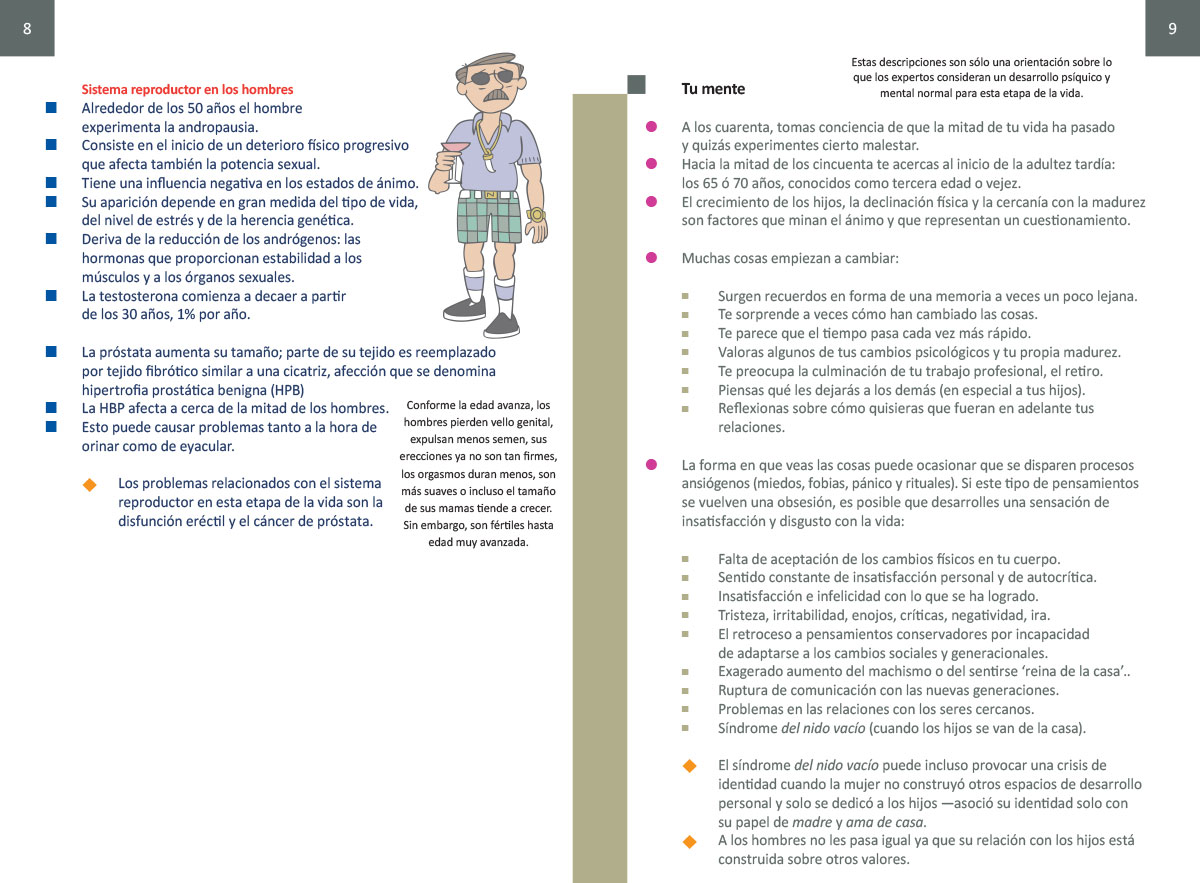 8
Sistema reproductor en los hombres
Alrededor de los 50 años el hombre
experimenta la andropausia.
Consiste en el inicio de un deterioro físico progresivo
que afecta también la potencia sexual.
Tiene una influencia negativa en los estados de ánimo.
Su aparición depende en gran medida del tipo de vida,
del nivel de estrés y de la herencia genética.
Deriva de la reducción de los andrógenos: las
hormonas que proporcionan estabilidad a los
músculos y a los órganos sexuales.
La testosterona comienza a decaer a partir
de los 30 años, 1% por año.
La próstata aumenta su tamaño; parte de su tejido es reemplazado
por tejido fibrótico similar a una cicatriz, afección que se denomina
hipertrofia prostática benigna (HPB)
La HBP afecta a cerca de la mitad de los hombres.
Esto puede causar problemas tanto a la hora de
orinar como de eyacular.
Los problemas relacionados con el sistema
reproductor en esta etapa de la vida son la
disfunción eréctil y el cáncer de próstata.
Conforme la edad avanza, los
hombres pierden vello genital,
expulsan menos semen, sus
erecciones ya no son tan firmes,
los orgasmos duran menos, son
más suaves o incluso el tamaño
de sus mamas tiende a crecer.
Sin embargo, son fértiles hasta
edad muy avanzada.
9
Estas descripciones son sólo una orientación sobre lo
que los expertos consideran un desarrollo psíquico y
mental normal para esta etapa de la vida.
Tu mente
A los cuarenta, tomas conciencia de que la mitad de tu vida ha pasado
y quizás experimentes cierto malestar.
Hacia la mitad de los cincuenta te acercas al inicio de la adultez tardía:
los 65 ó 70 años, conocidos como tercera edad o vejez.
El crecimiento de los hijos, la declinación física y la cercanía con la madurez
son factores que minan el ánimo y que representan un cuestionamiento.
Muchas cosas empiezan a cambiar:
Surgen recuerdos en forma de una memoria a veces un poco lejana.
Te sorprende a veces cómo han cambiado las cosas.
Te parece que el tiempo pasa cada vez más rápido.
Valoras algunos de tus cambios psicológicos y tu propia madurez.
Te preocupa la culminación de tu trabajo profesional, el retiro.
Piensas qué les dejarás a los demás (en especial a tus hijos).
Reflexionas sobre cómo quisieras que fueran en adelante tus
relaciones.
La forma en que veas las cosas puede ocasionar que se disparen procesos
ansiógenos (miedos, fobias, pánico y rituales). Si este tipo de pensamientos
se vuelven una obsesión, es posible que desarrolles una sensación de
insatisfacción y disgusto con la vida:
Falta de aceptación de los cambios físicos en tu cuerpo.
Sentido constante de insatisfacción personal y de autocrítica.
Insatisfacción e infelicidad con lo que se ha logrado.
Tristeza, irritabilidad, enojos, críticas, negatividad, ira.
El retroceso a pensamientos conservadores por incapacidad
de adaptarse a los cambios sociales y generacionales.
Exagerado aumento del machismo o del sentirse ‘reina de la casa’..
Ruptura de comunicación con las nuevas generaciones.
Problemas en las relaciones con los seres cercanos.
Síndrome del nido vacío (cuando los hijos se van de la casa).
El síndrome del nido vacío puede incluso provocar una crisis de
identidad cuando la mujer no construyó otros espacios de desarrollo
personal y solo se dedicó a los hijos —asoció su identidad solo con
su papel de madre y ama de casa.
A los hombres no les pasa igual ya que su relación con los hijos está
construida sobre otros valores.